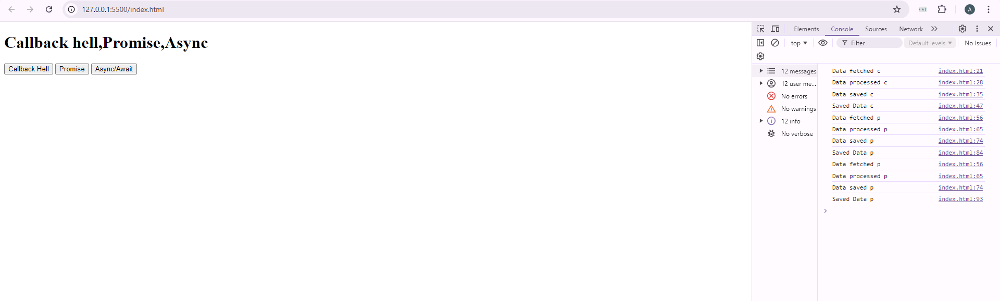 127.0.0.1:5500/index.html
A
Callback hell,Promise,Async
Callback Hell Promise Async/Await
Elements Console Sources Network
top Filter Default levels No Issues
12 messages
12 user me...
No errors
No warnings
12 info
No verbose
Data fetched c index.html:21
Data processed c index.html:28
Data saved c index.html:35
Saved Data c index.html:47
Data fetched p index.html:56
Data processed p index.html:65
Data saved p index.html:74
Saved Data p index.html:84
Data fetched p index.html:56
Data processed p index.html:65
Data saved p index.html:74
Saved Data p index.html:93